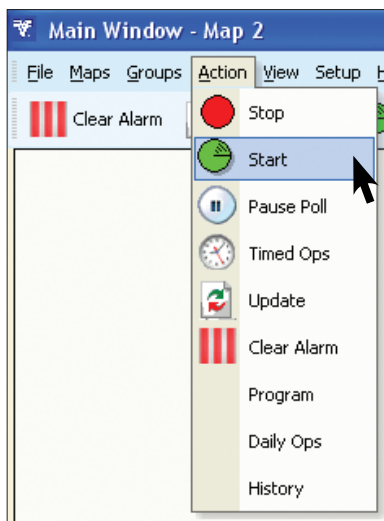 Main Window - Map 2
File Maps Groups Action View Setup H
Clear Alarm
Stop
Start
Pause Poll
Timed Ops
Update
Clear Alarm
Program
Daily Ops
History